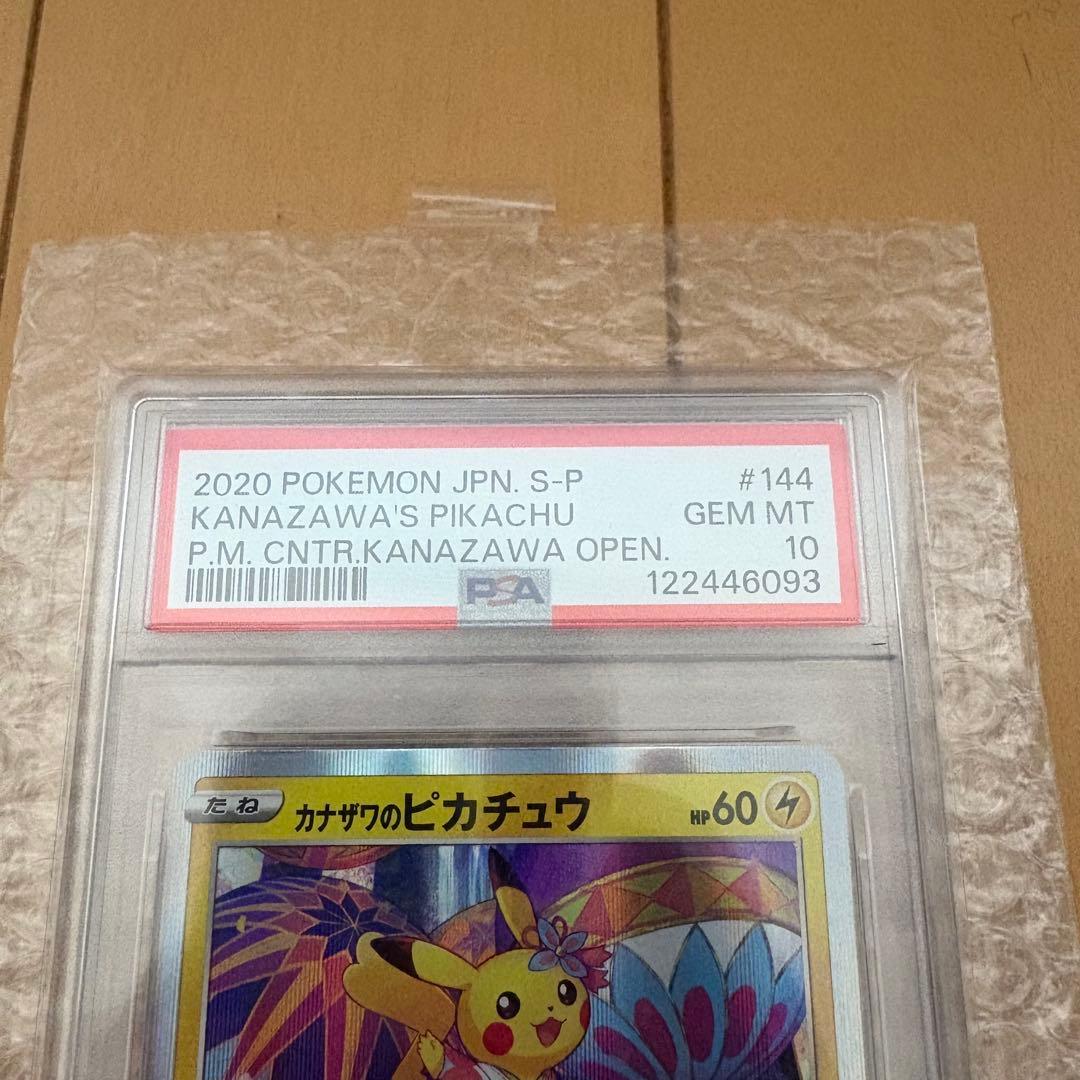 2020 POKEMON JPN. S-P #144
KANAZAWA'S PIKACHU GEM MT
P.M. CNTR.KANAZAWA OPEN. 10
PSA 122446093
たね カナザワのピカチュウ HP60